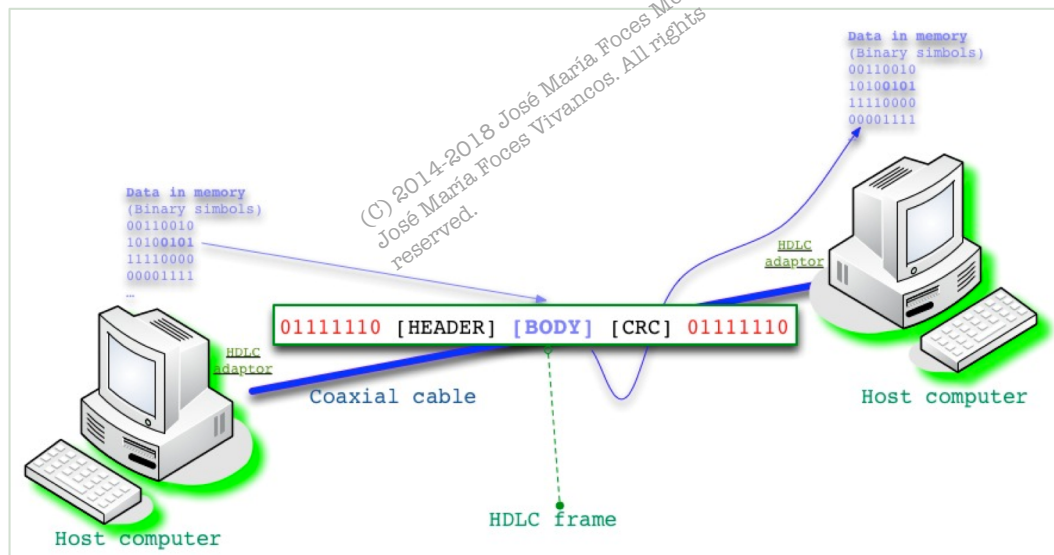 Data in memory
(Binary simbols)
00110010
10100101
11110000
00001111
…
(C) 2014-2018 José María Foces
José María Foces Vivancos. All rights
reserved.
Data in memory
(Binary simbols)
00110010
10100101
11110000
00001111
HDLC
adaptor
01111110 [HEADER] [BODY] [CRC] 01111110
HDLC
adaptor
Coaxial cable
Host computer
HDLC frame
Host computer